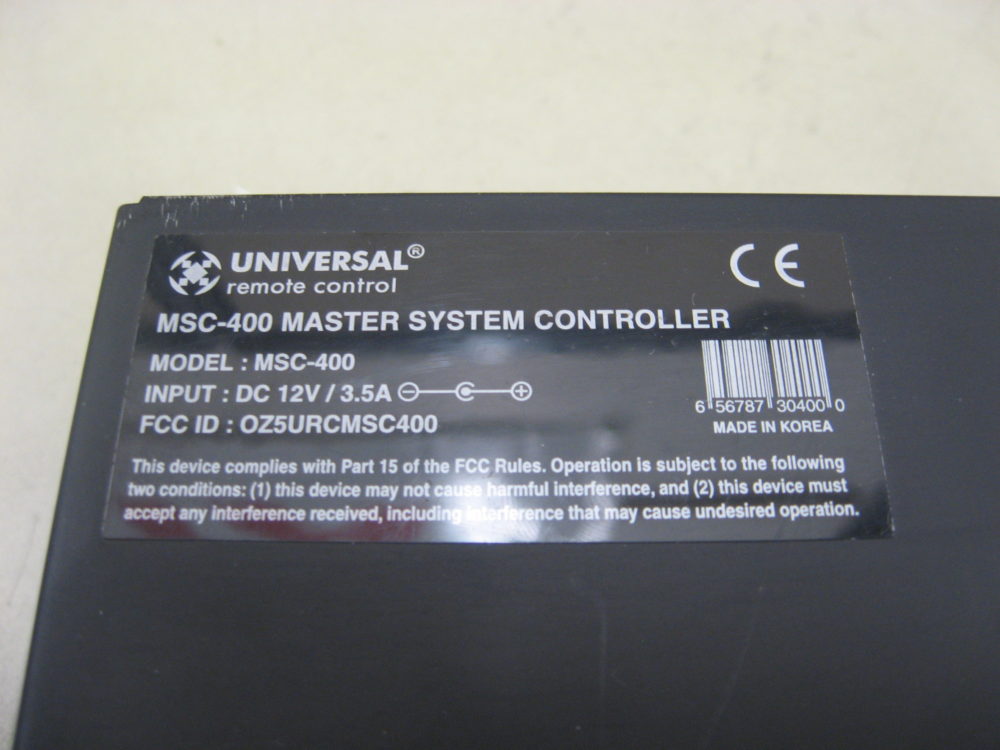 UNIVERSAL®
remote control
CE
MSC-400 MASTER SYSTEM CONTROLLER
MODEL : MSC-400
INPUT : DC 12V / 3.5A
FCC ID : OZ5URCMSC400
6 56787 30400 0
MADE IN KOREA
This device complies with Part 15 of the FCC Rules. Operation is subject to the following
two conditions: (1) this device may not cause harmful interference, and (2) this device must
accept any interference received, including interference that may cause undesired operation.